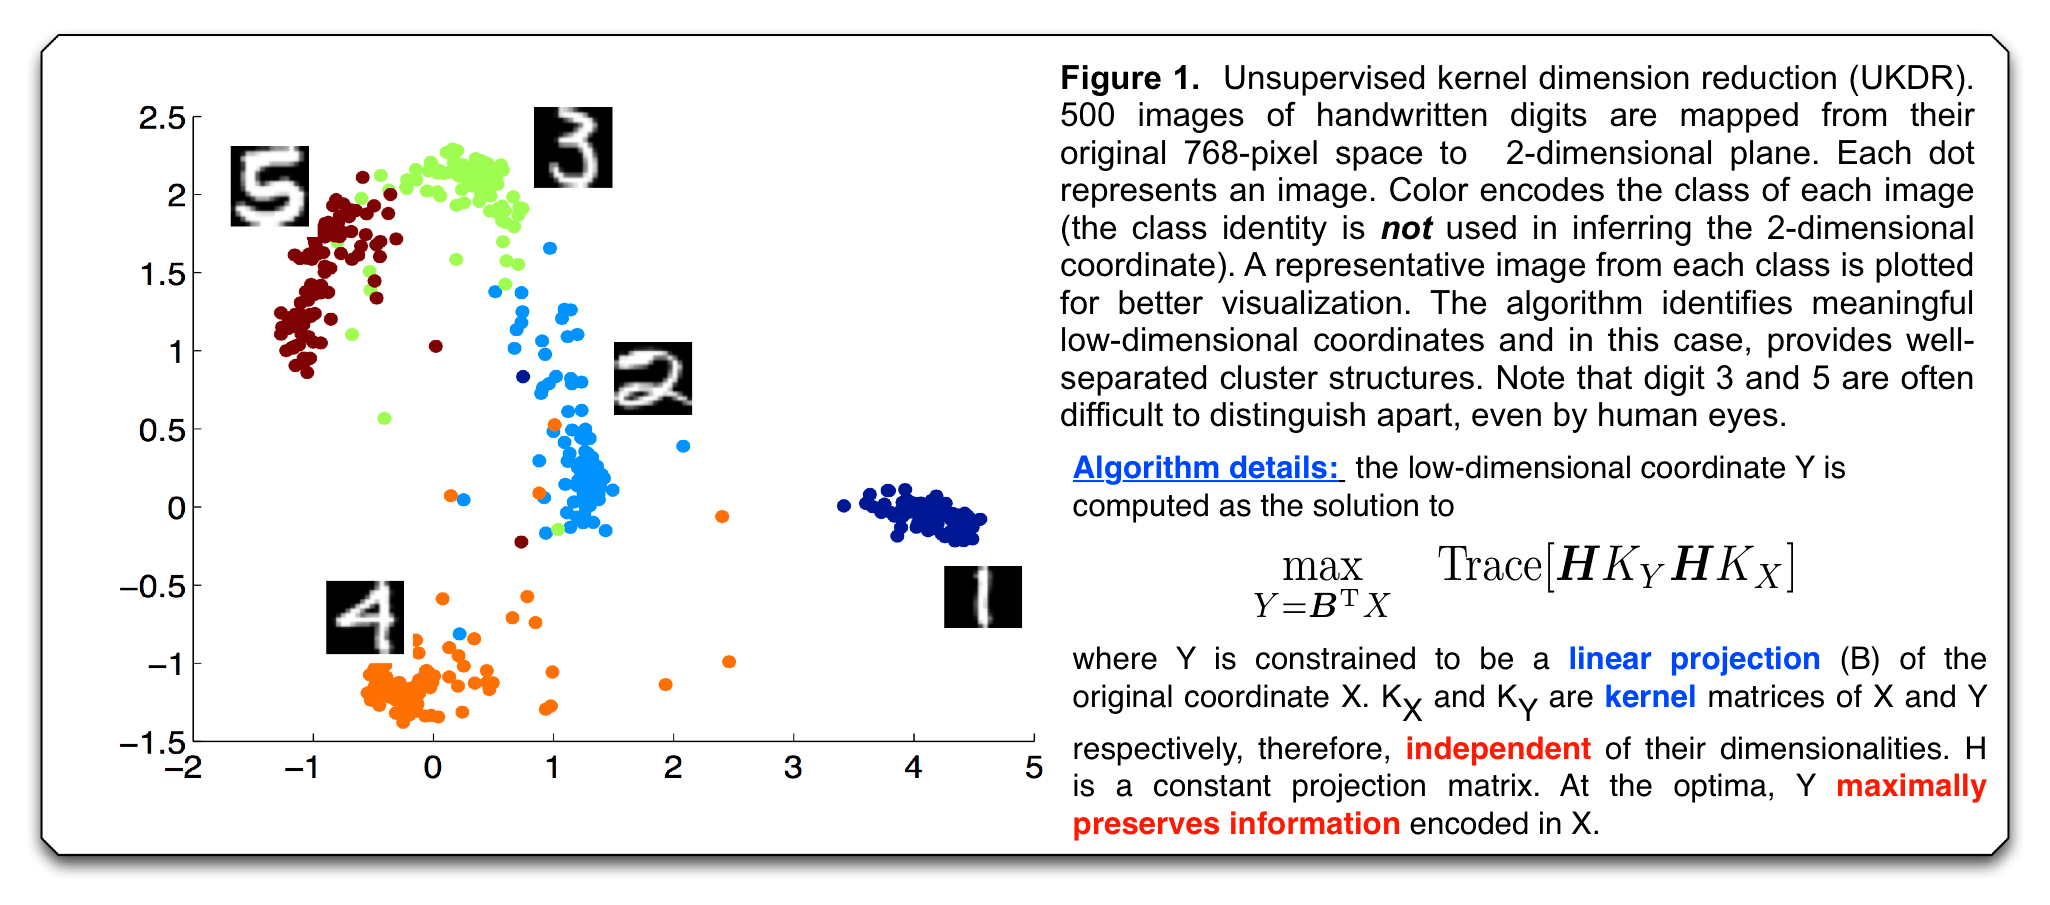 2.5
2
1.5
1
0.5
0
−0.5
−1
−1.5
−2 −1 0 1 2 3 4 5
5
3
2
4
1
Figure 1. Unsupervised kernel dimension reduction (UKDR).
500 images of handwritten digits are mapped from their
original 768-pixel space to 2-dimensional plane. Each dot
represents an image. Color encodes the class of each image
(the class identity is not used in inferring the 2-dimensional
coordinate). A representative image from each class is plotted
for better visualization. The algorithm identifies meaningful
low-dimensional coordinates and in this case, provides well-
separated cluster structures. Note that digit 3 and 5 are often
difficult to distinguish apart, even by human eyes.
Algorithm details: the low-dimensional coordinate Y is
computed as the solution to
max Trace[HK_Y HK_X]
Y=B^T X
where Y is constrained to be a linear projection (B) of the
original coordinate X. K_X and K_Y are kernel matrices of X and Y
respectively, therefore, independent of their dimensionalities. H
is a constant projection matrix. At the optima, Y maximally
preserves information encoded in X.